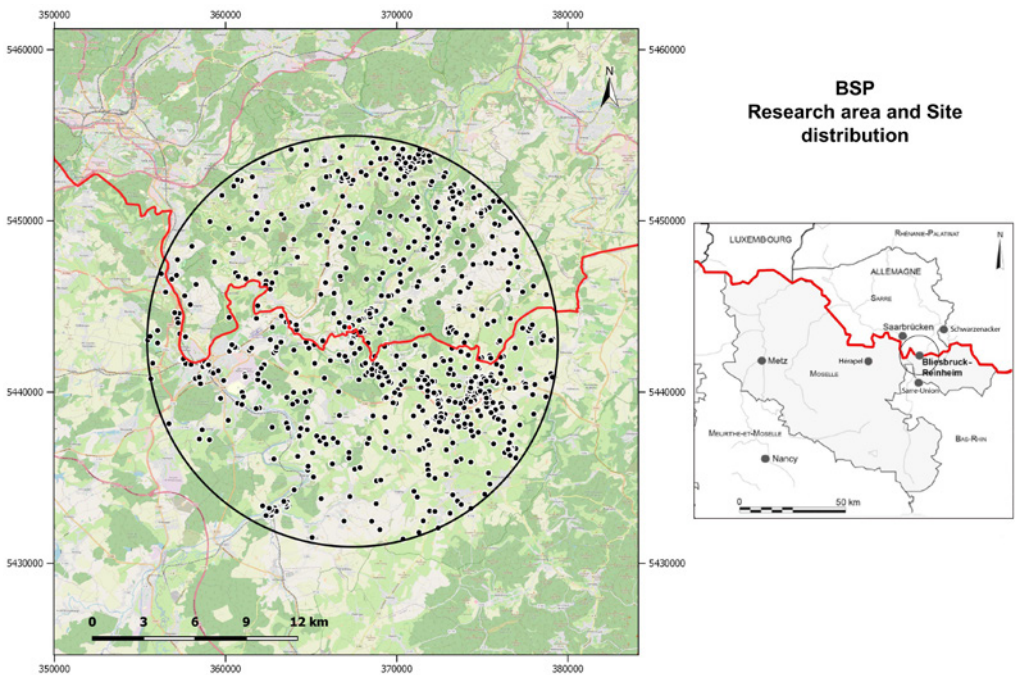 350000 360000 370000 380000
5460000 5460000
N
5450000 5450000
5440000 5440000
5430000 5430000
0 3 6 9 12 km
350000 360000 370000 380000
BSP
Research area and Site
distribution
LUXEMBOURG
RHÉNANIE-PALATINAT
N
ALLEMAGNE
SARRE
Saarbrücken
Schwarzenacker
Metz
Hérapel
Bliesbruck-
Reinheim
MOSELLE
Sarre-Union
MEURTHE-ET-MOSELLE
BAS-RHIN
Nancy
0 50 km